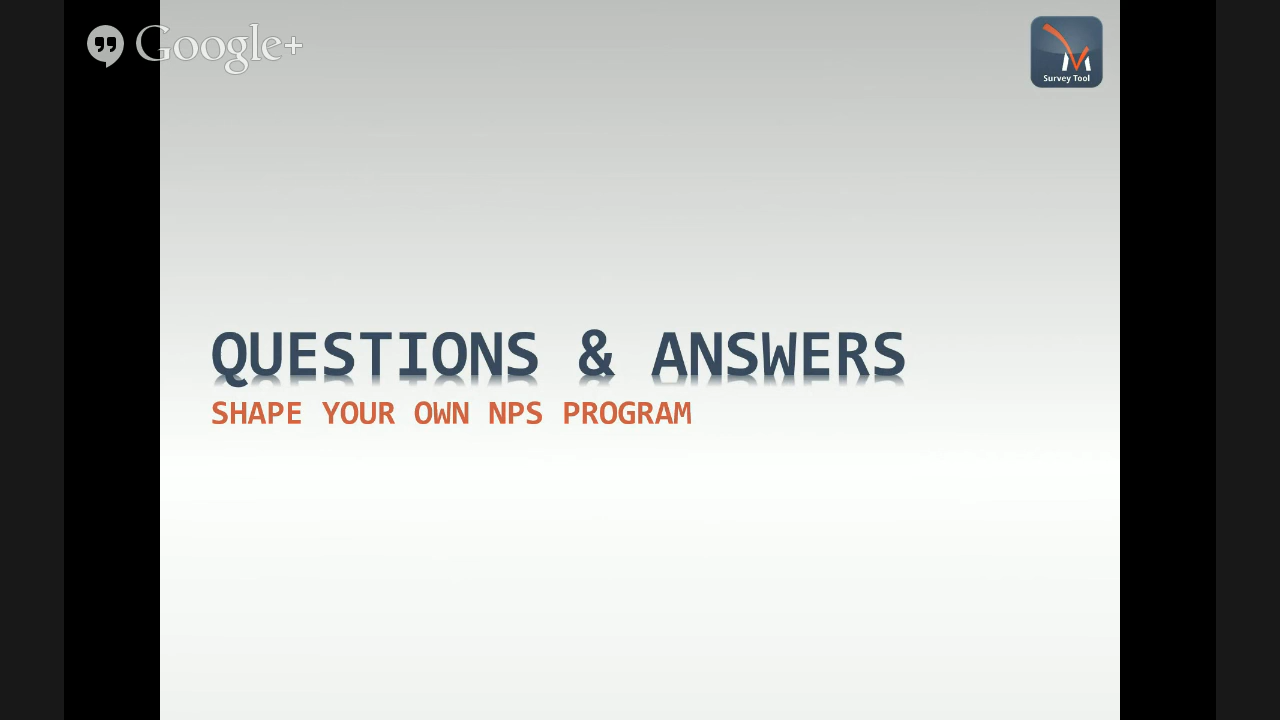 Google+
Survey Tool
QUESTIONS & ANSWERS
SHAPE YOUR OWN NPS PROGRAM